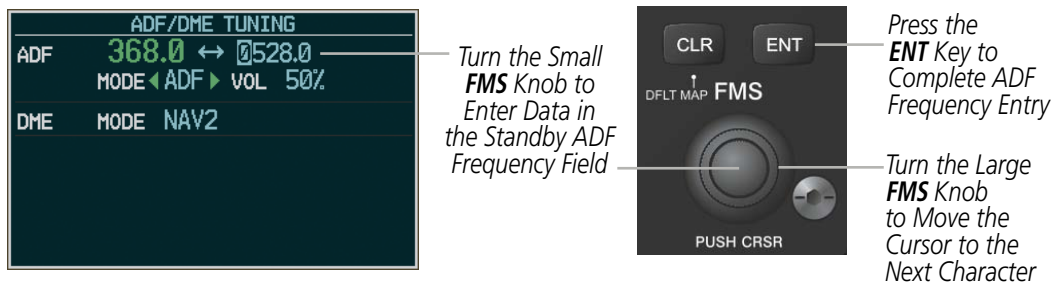 ADF/DME TUNING
ADF 368.0 ↔ 0528.0
MODE ◀ ADF ▶ VOL 50%
DME MODE NAV2
Turn the Small
FMS Knob to
Enter Data in
the Standby ADF
Frequency Field
CLR ENT
DFLT MAP FMS
PUSH CRSR
Press the
ENT Key to
Complete ADF
Frequency Entry
Turn the Large
FMS Knob
to Move the
Cursor to the
Next Character